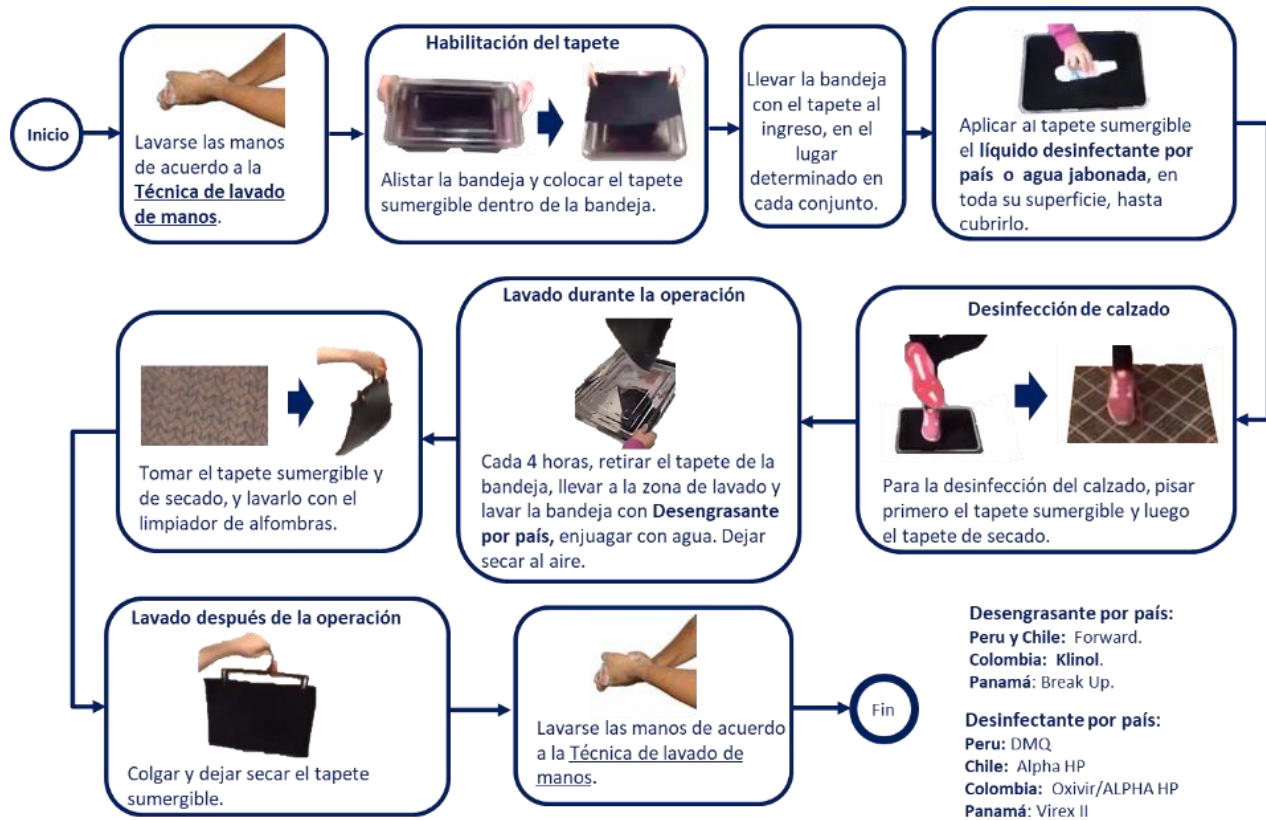 Inicio
Lavarse las manos
de acuerdo a la
Técnica de lavado
de manos.
Habilitación del tapete
Alistar la bandeja y colocar el tapete
sumergible dentro de la bandeja.
Llevar la bandeja
con el tapete al
ingreso, en el
lugar
determinado en
cada conjunto.
Aplicar al tapete sumergible
el líquido desinfectante por
país o agua jabonada, en
toda su superficie, hasta
cubrirlo.
Desinfección de calzado
Para la desinfección del calzado, pisar
primero el tapete sumergible y luego
el tapete de secado.
Lavado durante la operación
Cada 4 horas, retirar el tapete de la
bandeja, llevar a la zona de lavado y
lavar la bandeja con Desengrasante
por país, enjuagar con agua. Dejar
secar al aire.
Tomar el tapete sumergible y
de secado, y lavarlo con el
limpiador de alfombras.
Lavado después de la operación
Colgar y dejar secar el tapete
sumergible.
Lavarse las manos de acuerdo
a la Técnica de lavado de
manos.
Fin
Desengrasante por país:
Peru y Chile: Forward.
Colombia: Klinol.
Panamá: Break Up.
Desinfectante por país:
Peru: DMQ
Chile: Alpha HP
Colombia: Oxivir/ALPHA HP
Panamá: Virex II